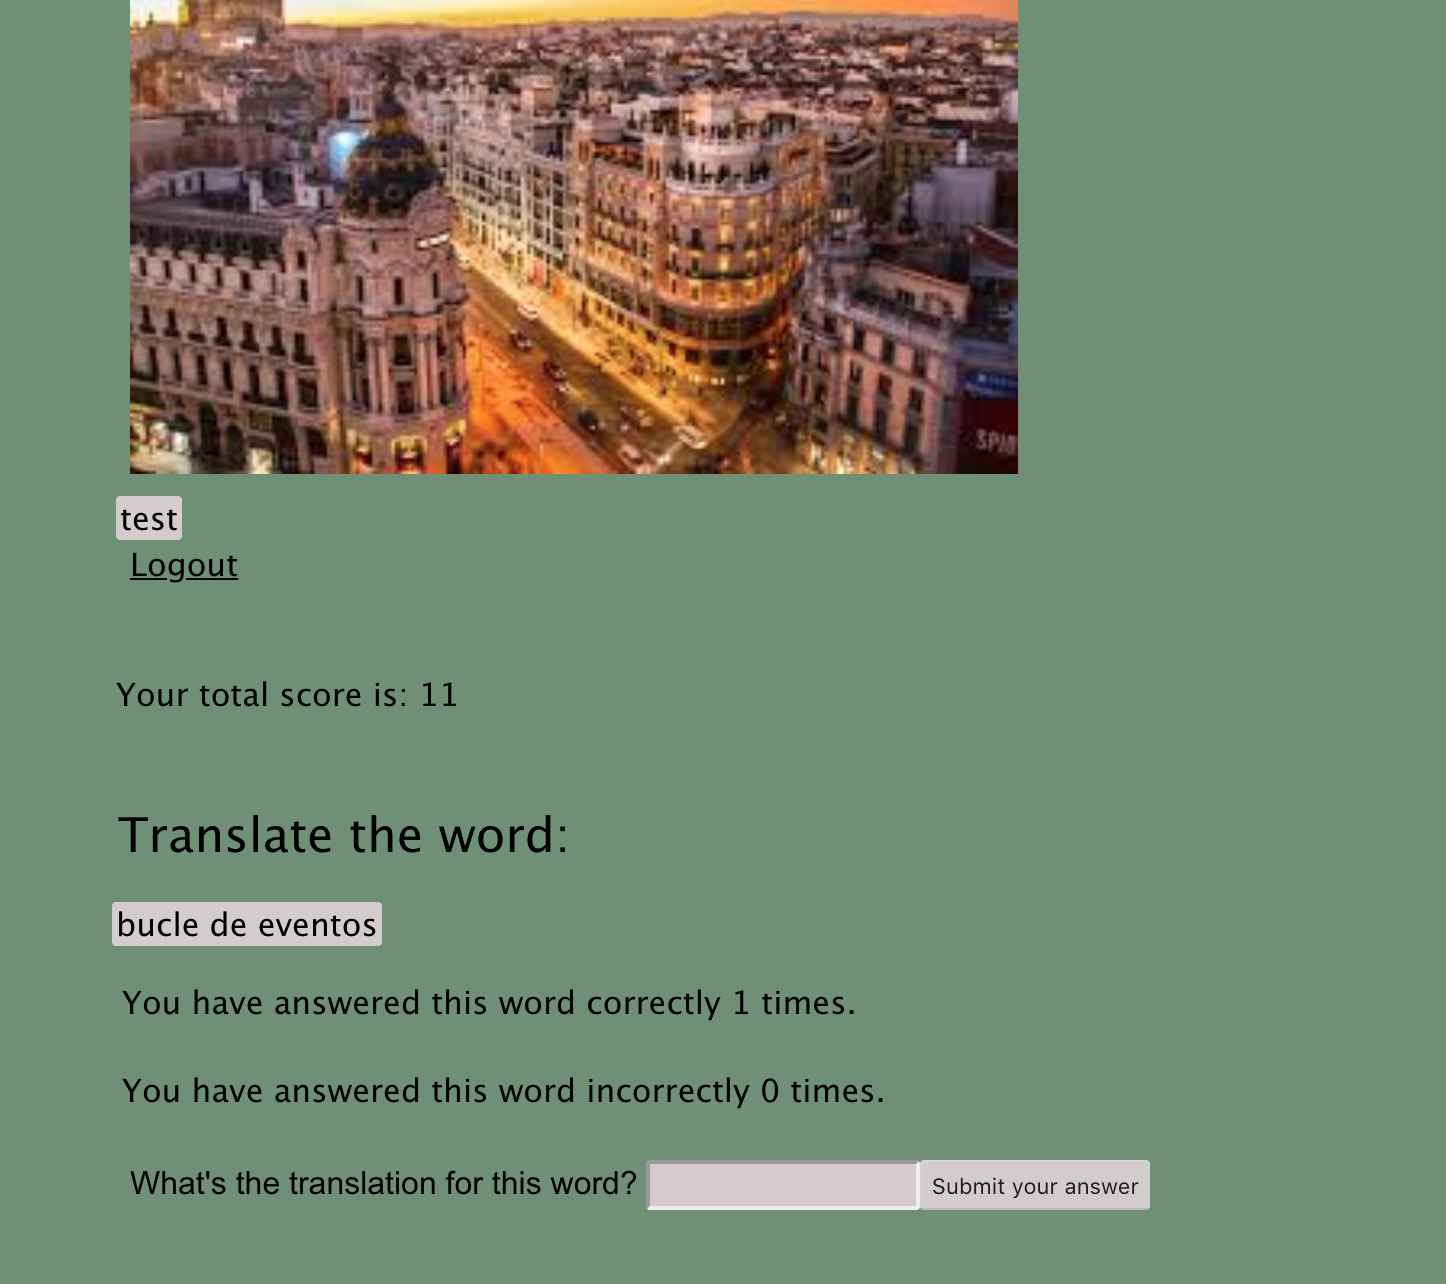 test
Logout
Your total score is: 11
Translate the word:
bucle de eventos
You have answered this word correctly 1 times.
You have answered this word incorrectly 0 times.
What's the translation for this word? Submit your answer